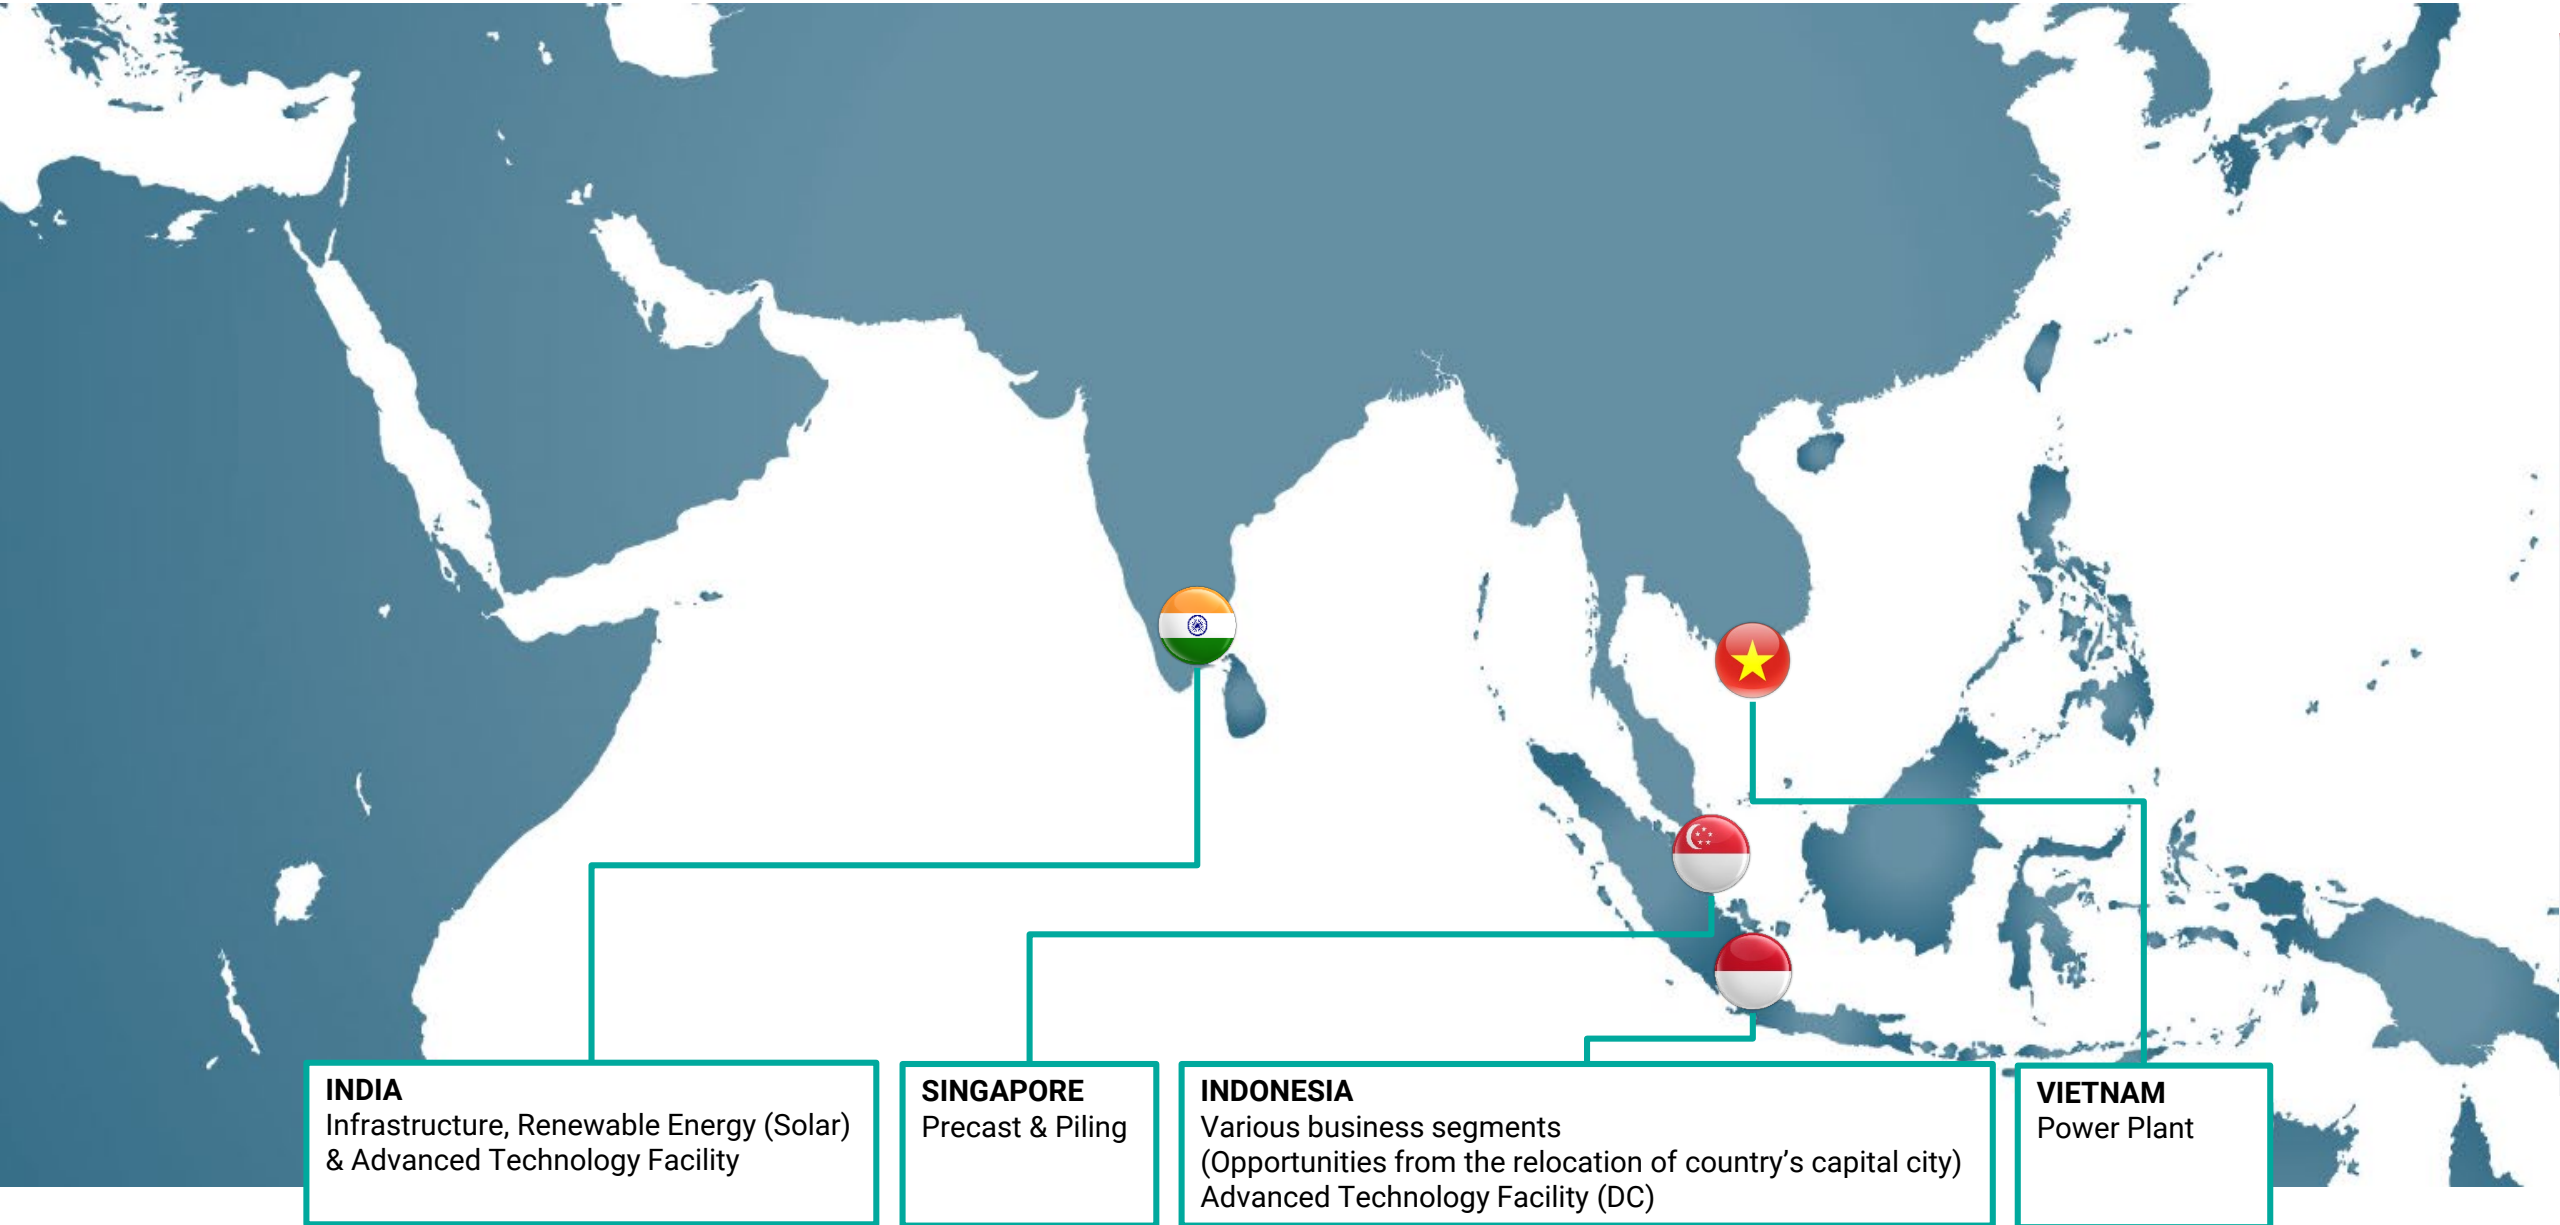 INDIA
Infrastructure, Renewable Energy (Solar)
& Advanced Technology Facility
SINGAPORE
Precast & Piling
INDONESIA
Various business segments
(Opportunities from the relocation of country’s capital city)
Advanced Technology Facility (DC)
VIETNAM
Power Plant